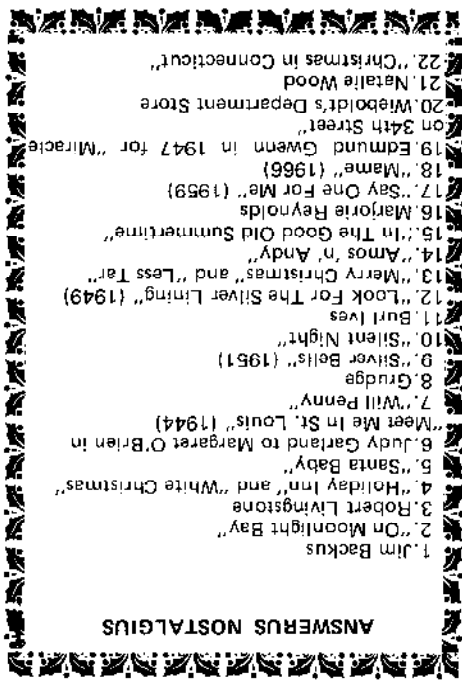 ANSWERUS NOSTALGIUS
1. Jim Backus
2. "On Moonlight Bay"
3. Robert Livingstone
4. "Holiday Inn" and "White Christmas"
5. "Santa Baby"
6. Judy Garland to Margaret O'Brien in
"Meet Me In St. Louis" (1944)
7. "Will Penny"
8. Grudge
9. "Silver Bells" (1951)
10. "Silent Night"
11. Burl Ives
12. "Look For The Silver Lining" (1949)
13. "Merry Christmas" and "Less Tar"
14. "Amos 'n' Andy"
15. "In The Good Old Summertime"
16. Marjorie Reynolds
17. "Say One For Me" (1959)
18. "Mame" (1966)
19. Edmund Gwenn in 1947 for "Miracle
on 34th Street"
20. Wieboldt's Department Store
21. Natalie Wood
22. "Christmas in Connecticut"